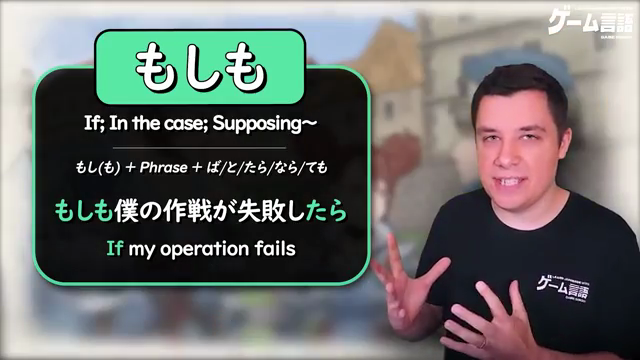 ゲーム言語
もしも
If; In the case; Supposing～
もし(も) + Phrase + ば/と/たら/なら/ても
もしも僕の作戦が失敗したら
If my operation fails
ゲーム言語